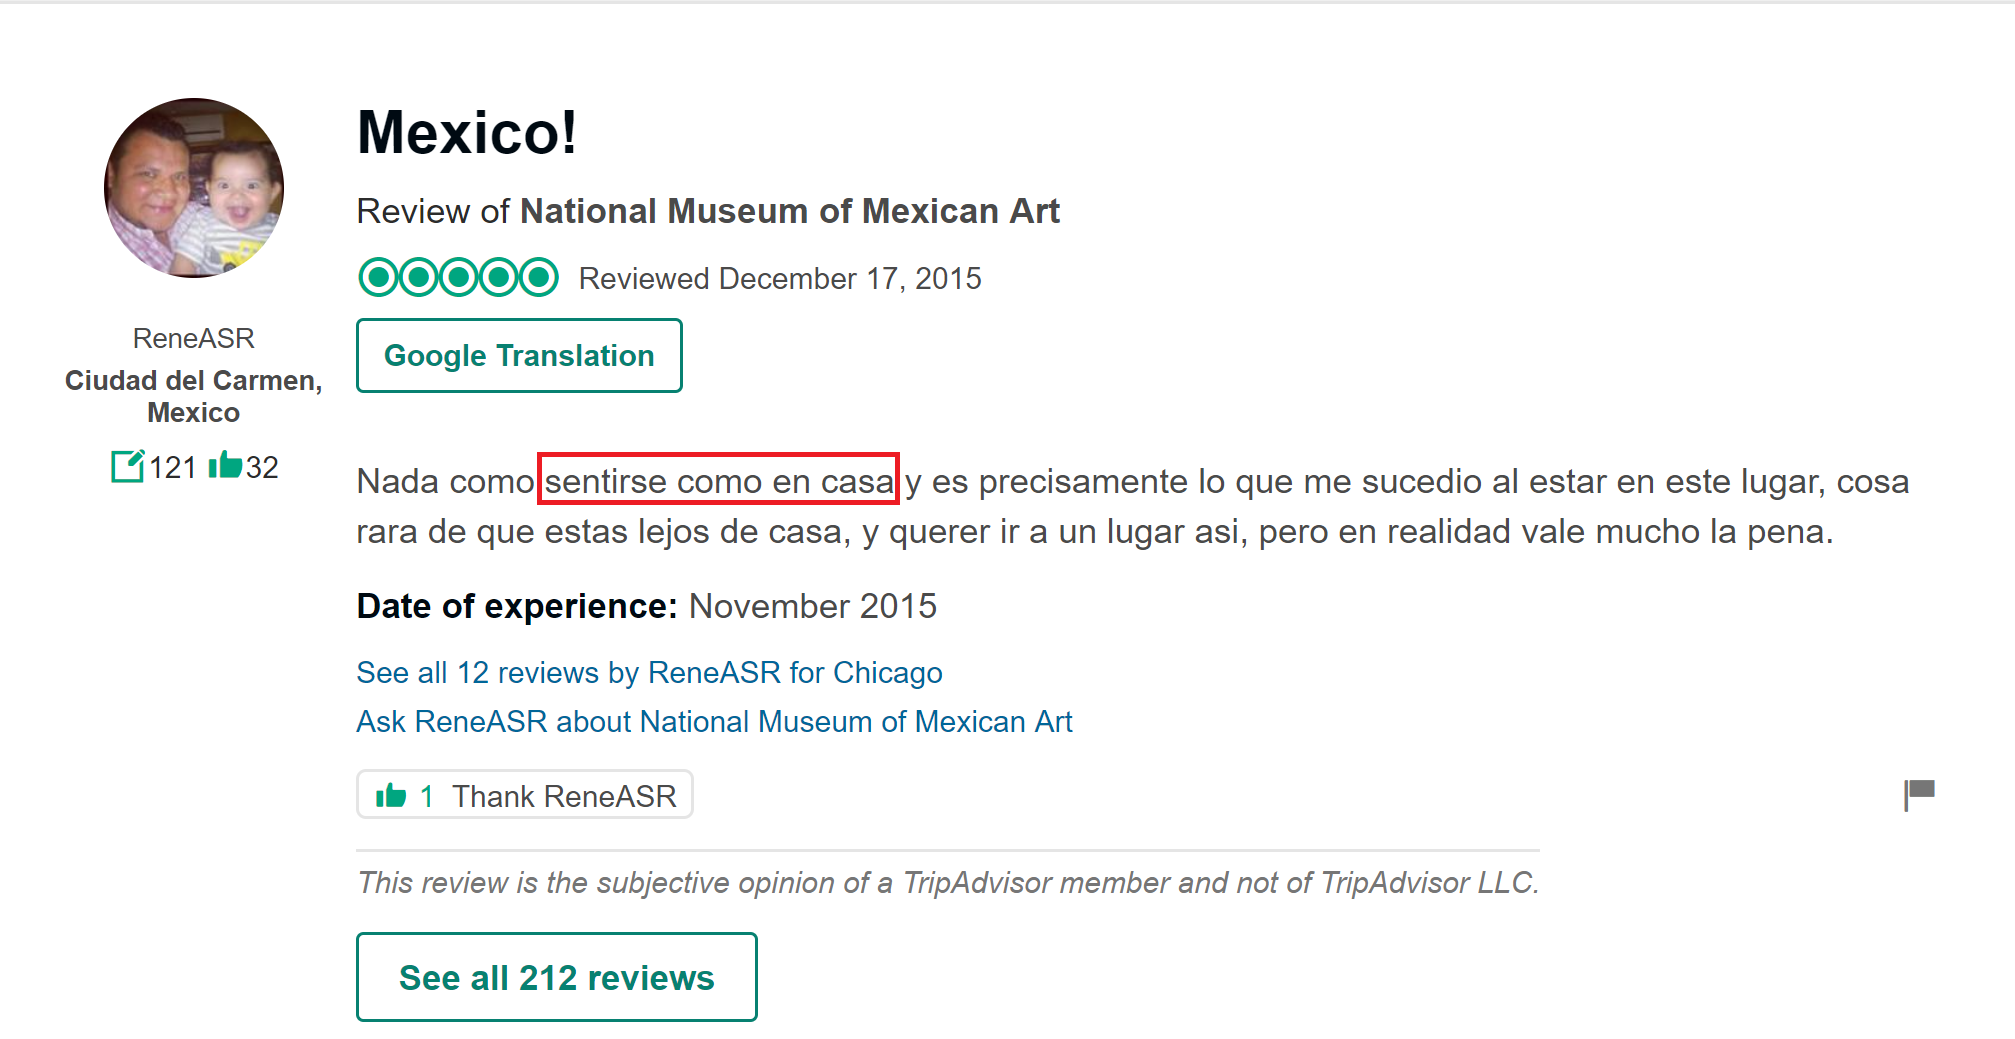 Mexico!
Review of National Museum of Mexican Art
Reviewed December 17, 2015
Google Translation
ReneASR
Ciudad del Carmen,
Mexico
121 32
Nada como sentirse como en casa y es precisamente lo que me sucedio al estar en este lugar, cosa
rara de que estas lejos de casa, y querer ir a un lugar asi, pero en realidad vale mucho la pena.
Date of experience: November 2015
See all 12 reviews by ReneASR for Chicago
Ask ReneASR about National Museum of Mexican Art
1 Thank ReneASR
This review is the subjective opinion of a TripAdvisor member and not of TripAdvisor LLC.
See all 212 reviews